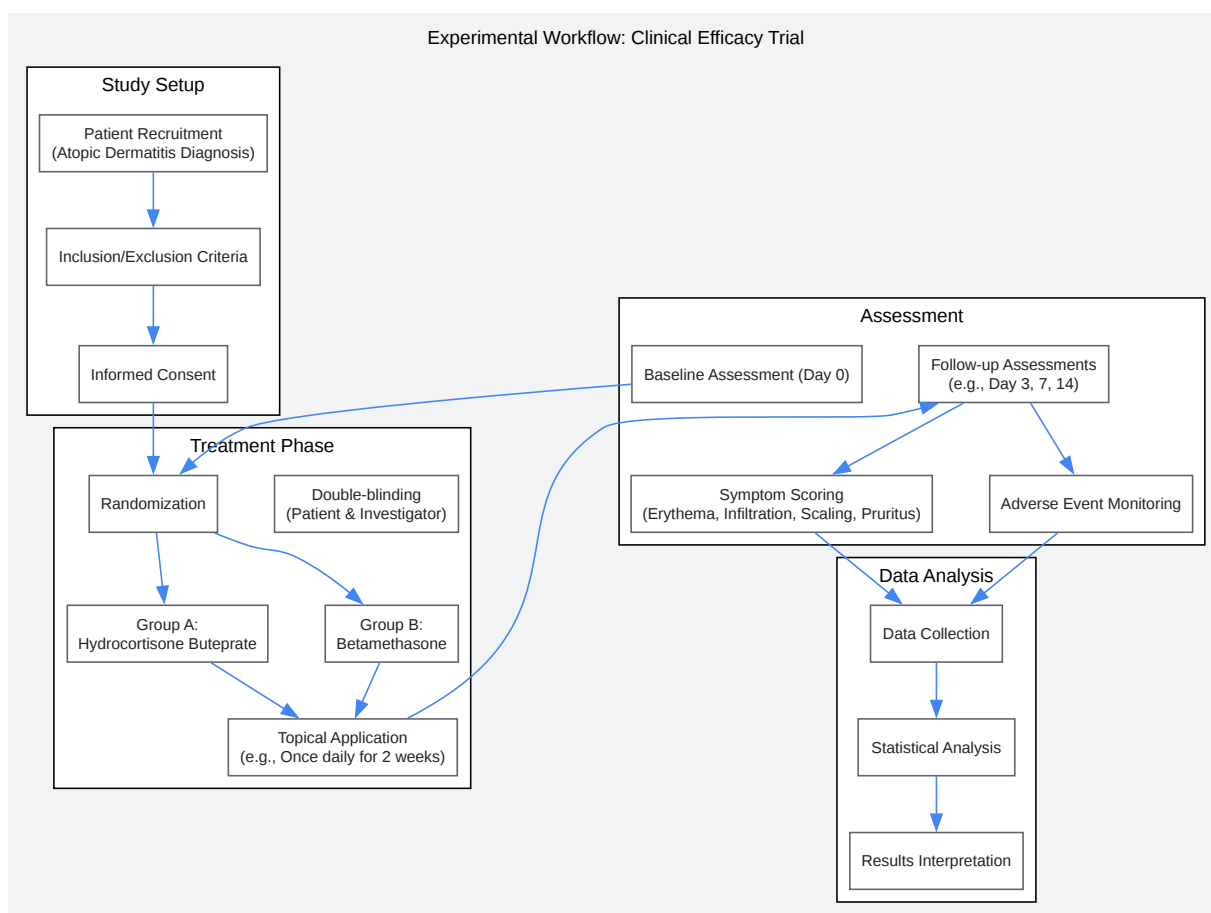 Experimental Workflow: Clinical Efficacy Trial
Study Setup
Patient Recruitment
(Atopic Dermatitis Diagnosis)
Inclusion/Exclusion Criteria
Informed Consent
Treatment Phase
Randomization
Double-blinding
(Patient & Investigator)
Group A:
Hydrocortisone Buteprate
Group B:
Betamethasone
Topical Application
(e.g., Once daily for 2 weeks)
Assessment
Baseline Assessment (Day 0)
Follow-up Assessments
(e.g., Day 3, 7, 14)
Symptom Scoring
(Erythema, Infiltration, Scaling, Pruritus)
Adverse Event Monitoring
Data Analysis
Data Collection
Statistical Analysis
Results Interpretation